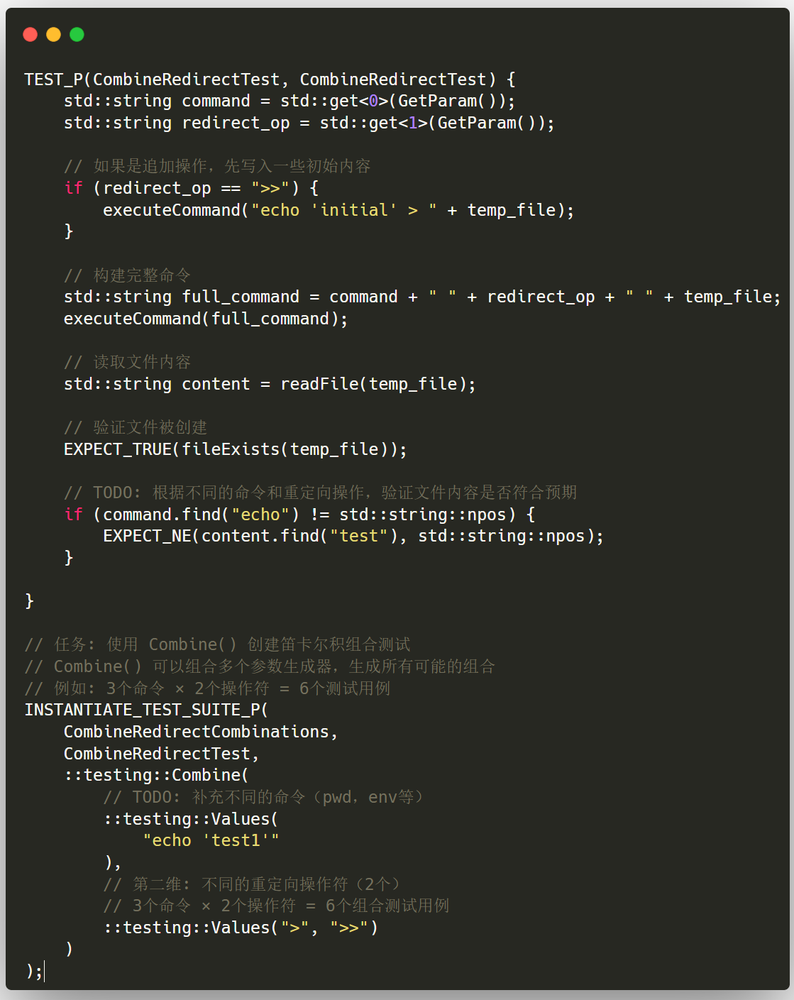 TEST_P(CombineRedirectTest, CombineRedirectTest) {
    std::string command = std::get<0>(GetParam());
    std::string redirect_op = std::get<1>(GetParam());

    // 如果是追加操作，先写入一些初始内容
    if (redirect_op == ">>") {
        executeCommand("echo 'initial' > " + temp_file);
    }

    // 构建完整命令
    std::string full_command = command + " " + redirect_op + " " + temp_file;
    executeCommand(full_command);

    // 读取文件内容
    std::string content = readFile(temp_file);

    // 验证文件被创建
    EXPECT_TRUE(fileExists(temp_file));

    // TODO: 根据不同的命令和重定向操作，验证文件内容是否符合预期
    if (command.find("echo") != std::string::npos) {
        EXPECT_NE(content.find("test"), std::string::npos);
    }

}

// 任务: 使用 Combine() 创建笛卡尔积组合测试
// Combine() 可以组合多个参数生成器，生成所有可能的组合
// 例如: 3个命令 × 2个操作符 = 6个测试用例
INSTANTIATE_TEST_SUITE_P(
    CombineRedirectCombinations,
    CombineRedirectTest,
    ::testing::Combine(
        // TODO: 补充不同的命令（pwd，env等）
        ::testing::Values(
            "echo 'test1'"
        ),
        // 第二维: 不同的重定向操作符（2个）
        // 3个命令 × 2个操作符 = 6个组合测试用例
        ::testing::Values(">", ">>")
    )
);